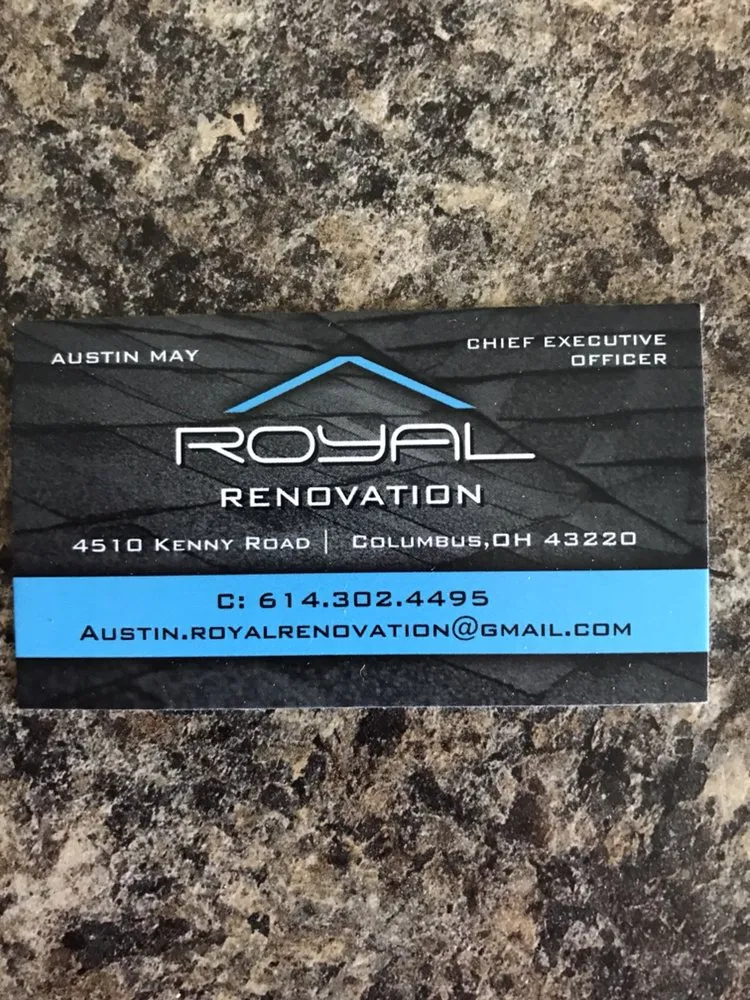 AUSTIN MAY
CHIEF EXECUTIVE
OFFICER
ROYAL
RENOVATION
4510 KENNY ROAD | COLUMBUS,OH 43220
C: 614.302.4495
AUSTIN.ROYALRENOVATION@GMAIL.COM